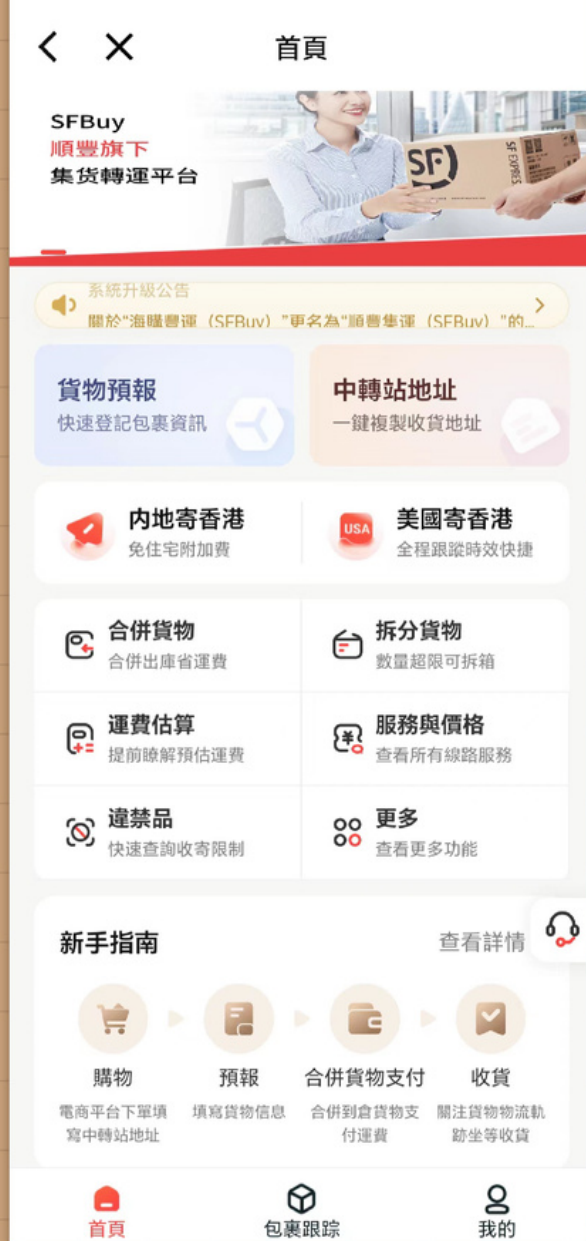 首頁
SFBuy
順豐旗下
集货轉運平台
SF
SF EXPRESS
系統升級公告
關於“海購豐運（SFBuy）”更名為“順豐集運（SFBuy）”的...
貨物預報
快速登記包裹資訊
中轉站地址
一鍵複製收貨地址
内地寄香港
免住宅附加費
USA
美國寄香港
全程跟蹤時效快捷
合併貨物
合併出庫省運費
拆分貨物
數量超限可拆箱
運費估算
提前瞭解預估運費
服務與價格
查看所有線路服務
違禁品
快速查詢收寄限制
更多
查看更多功能
新手指南
查看詳情
購物
預報
合併貨物支付
收貨
電商平台下單填
寫中轉站地址
填寫貨物信息
合併到倉貨物支
付運費
關注貨物物流軌
跡坐等收貨
首頁
包裹跟踪
我的